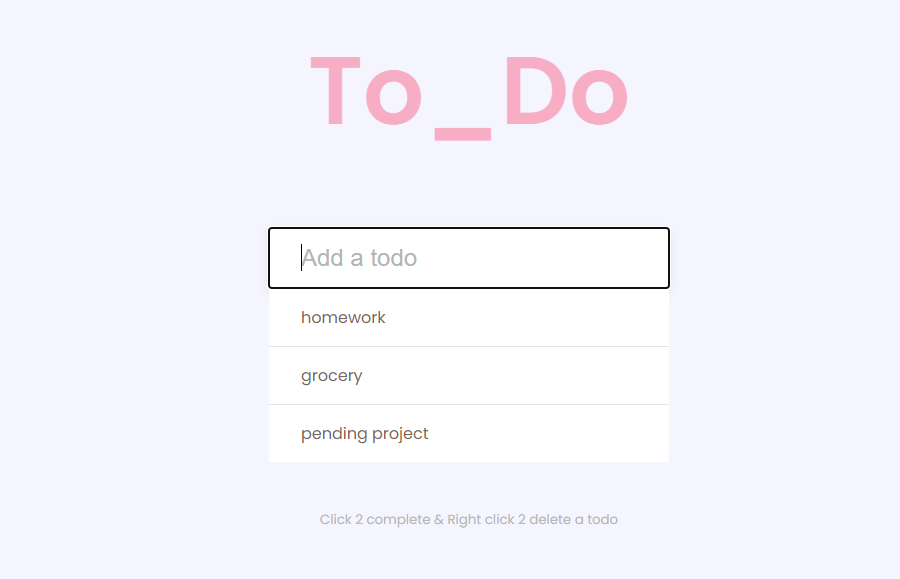 To_Do
Add a todo
homework
grocery
pending project
Click 2 complete & Right click 2 delete a todo